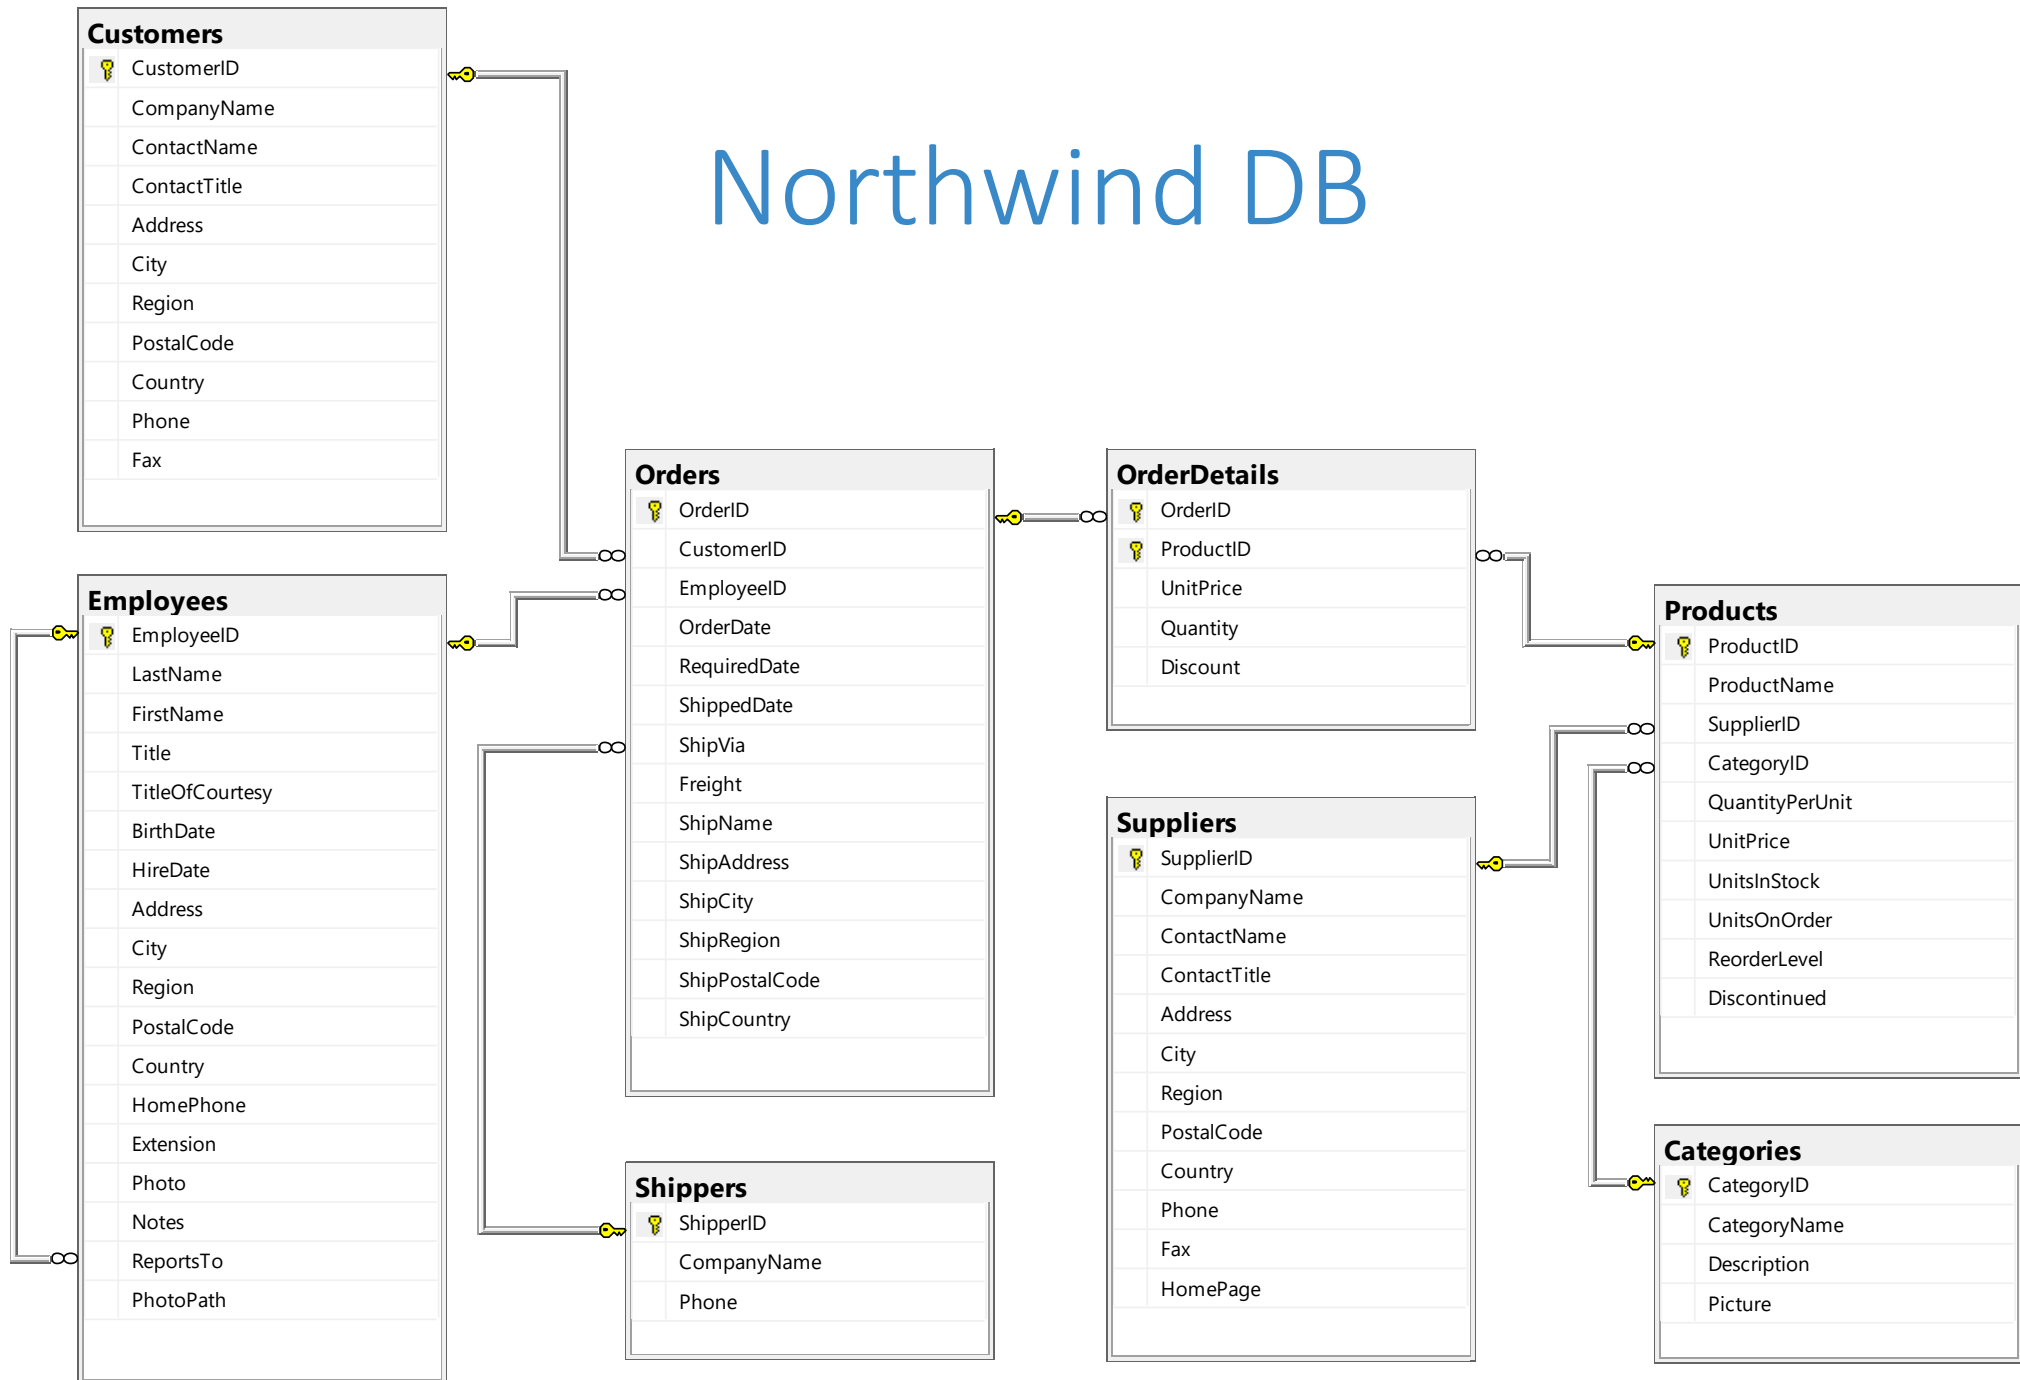 Northwind DB
Customers
CustomerID
CompanyName
ContactName
ContactTitle
Address
City
Region
PostalCode
Country
Phone
Fax
Employees
EmployeeID
LastName
FirstName
Title
TitleOfCourtesy
BirthDate
HireDate
Address
City
Region
PostalCode
Country
HomePhone
Extension
Photo
Notes
ReportsTo
PhotoPath
Orders
OrderID
CustomerID
EmployeeID
OrderDate
RequiredDate
ShippedDate
ShipVia
Freight
ShipName
ShipAddress
ShipCity
ShipRegion
ShipPostalCode
ShipCountry
Shippers
ShipperID
CompanyName
Phone
OrderDetails
OrderID
ProductID
UnitPrice
Quantity
Discount
Suppliers
SupplierID
CompanyName
ContactName
ContactTitle
Address
City
Region
PostalCode
Country
Phone
Fax
HomePage
Products
ProductID
ProductName
SupplierID
CategoryID
QuantityPerUnit
UnitPrice
UnitsInStock
UnitsOnOrder
ReorderLevel
Discontinued
Categories
CategoryID
CategoryName
Description
Picture